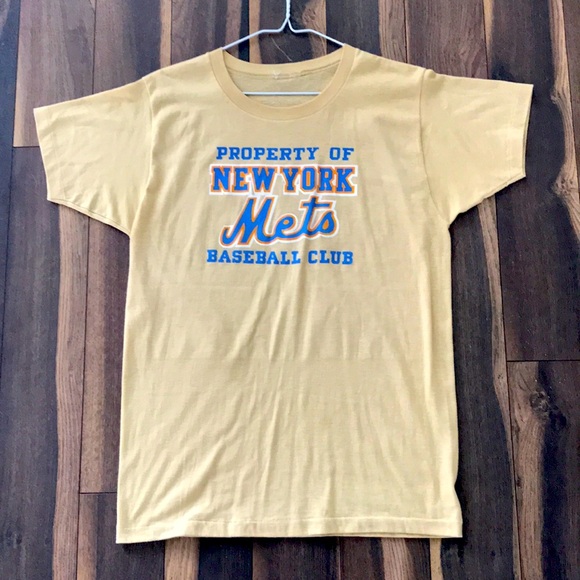 PROPERTY OF
NEW YORK
Mets
BASEBALL CLUB